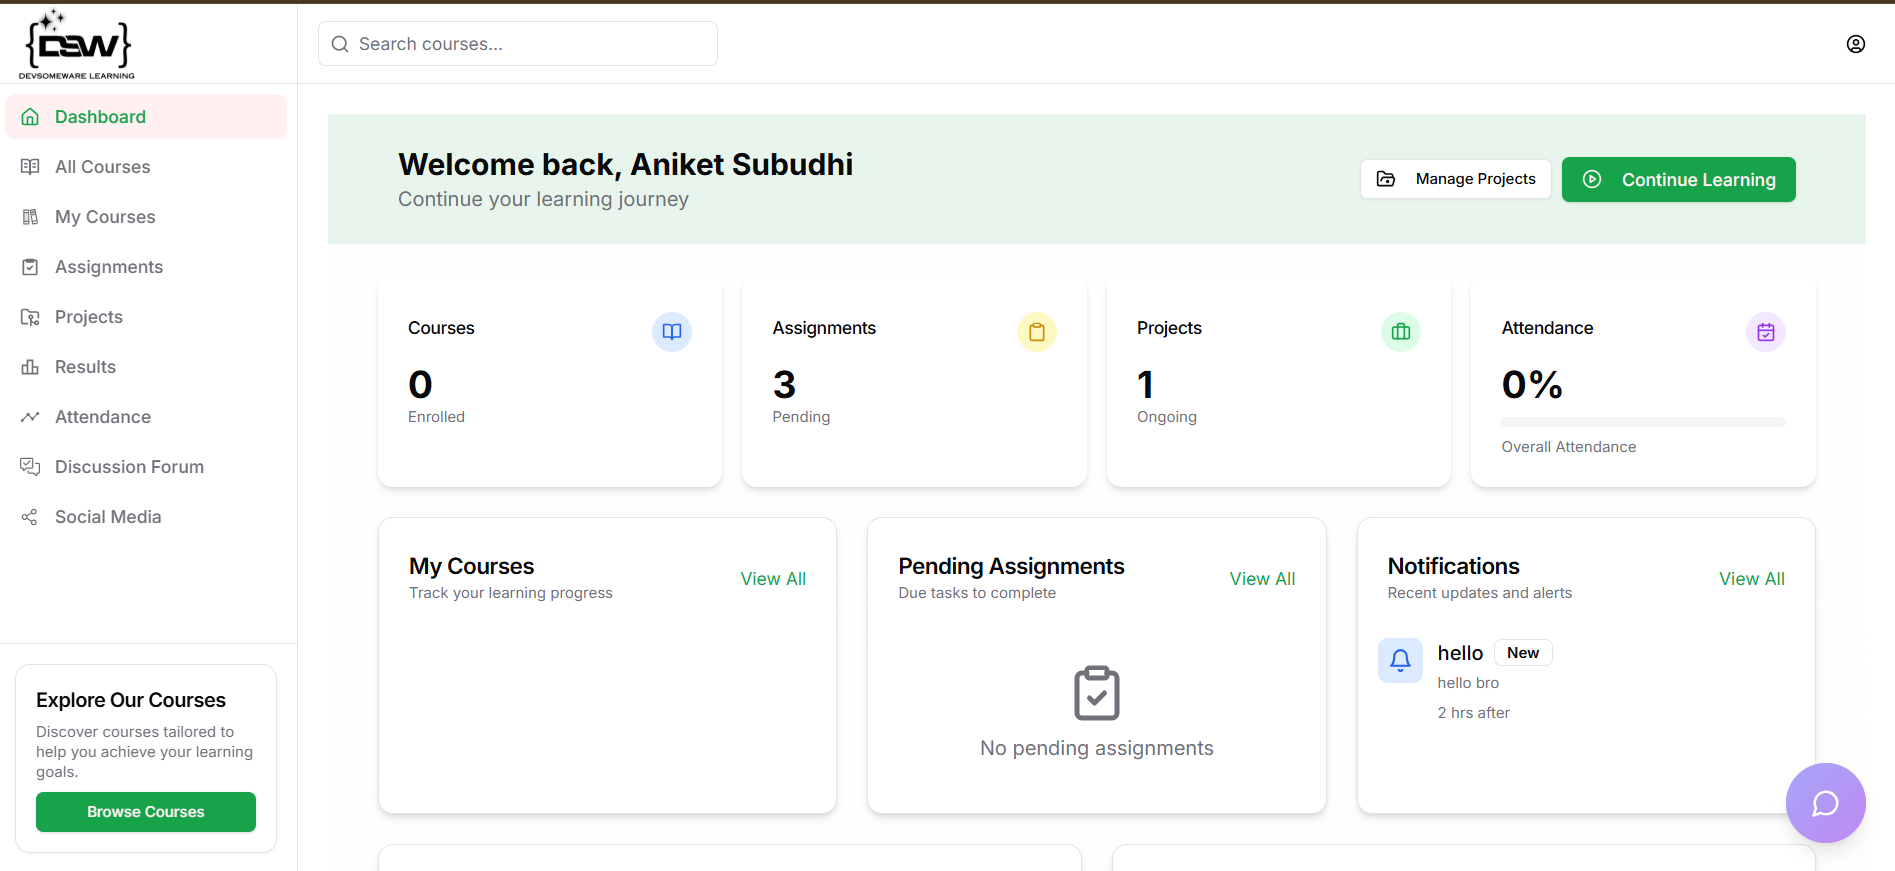 {DSW}
DEVSOMEWARE LEARNING
Search courses...
Dashboard
All Courses
My Courses
Assignments
Projects
Results
Attendance
Discussion Forum
Social Media
Explore Our Courses
Discover courses tailored to
help you achieve your learning
goals.
Browse Courses
Welcome back, Aniket Subudhi
Continue your learning journey
Manage Projects
Continue Learning
Courses
0
Enrolled
Assignments
3
Pending
Projects
1
Ongoing
Attendance
0%
Overall Attendance
My Courses
Track your learning progress
View All
Pending Assignments
Due tasks to complete
View All
No pending assignments
Notifications
Recent updates and alerts
View All
hello New
hello bro
2 hrs after